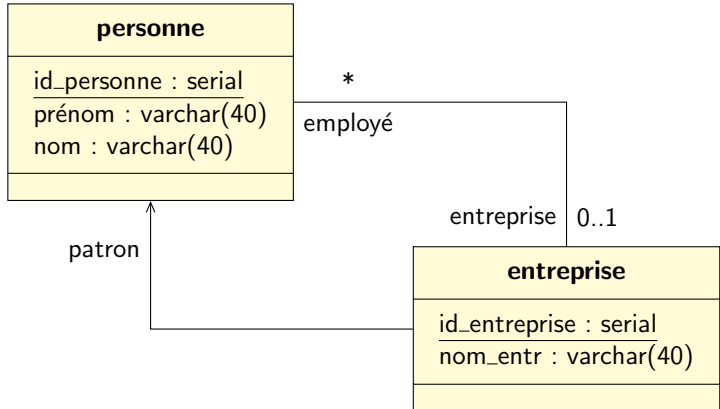 personne
id_personne : serial
prénom : varchar(40)
nom : varchar(40)
*
employé
entreprise
0..1
patron
entreprise
id_entreprise : serial
nom_entr : varchar(40)